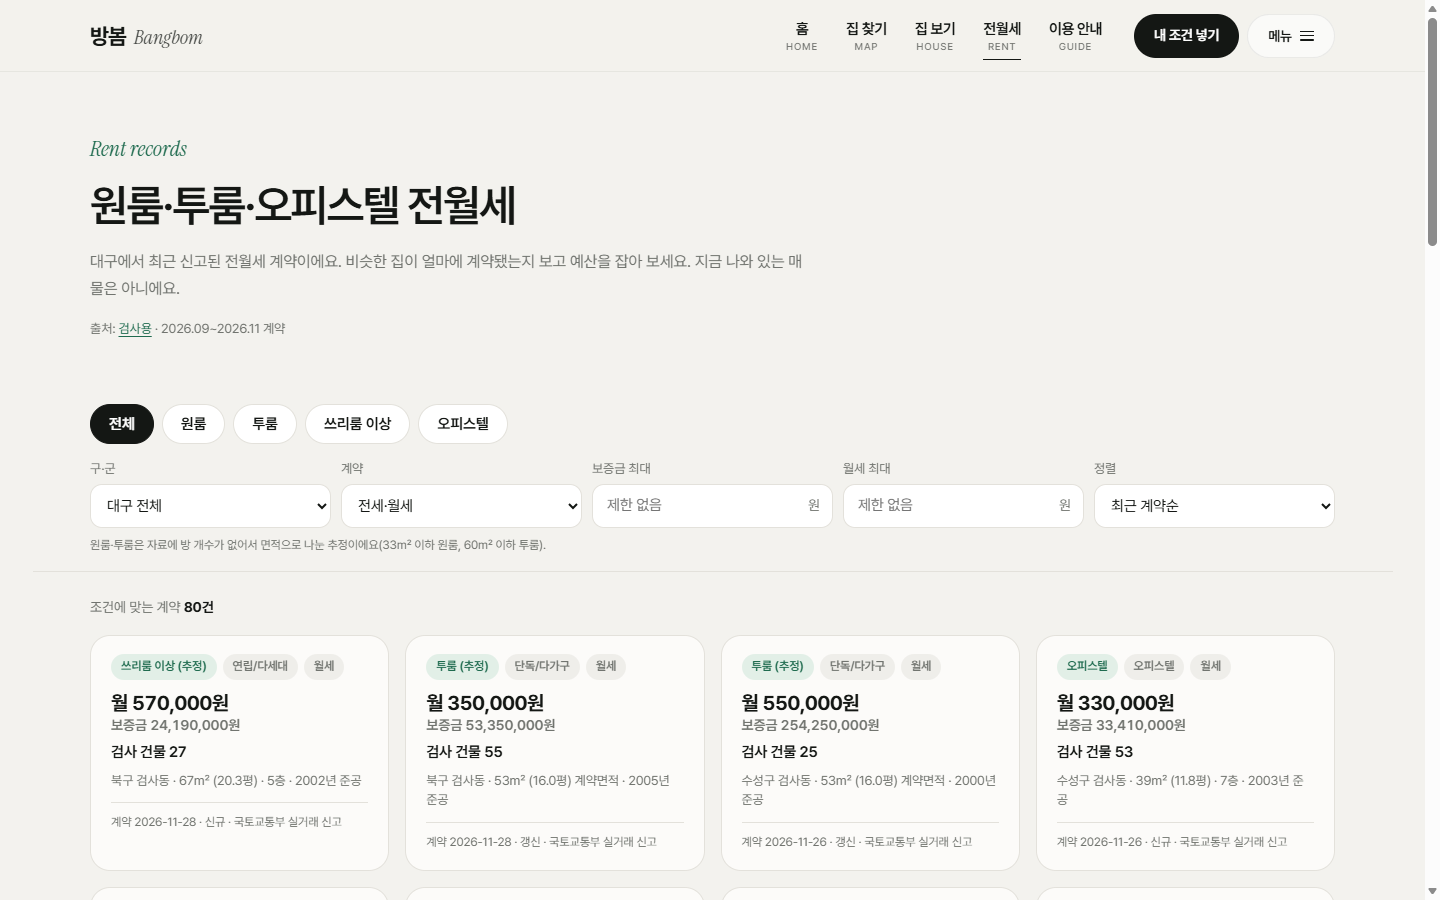 방봄 Bangbom
홈 HOME
집 찾기 MAP
집 보기 HOUSE
전월세 RENT
이용 안내 GUIDE
내 조건 넣기
메뉴
Rent records
원룸·투룸·오피스텔 전월세
대구에서 최근 신고된 전월세 계약이에요. 비슷한 집이 얼마에 계약됐는지 보고 예산을 잡아 보세요. 지금 나와 있는 매
물은 아니에요.
출처: 검사용 · 2026.09~2026.11 계약
전체 원룸 투룸 쓰리룸 이상 오피스텔
구·군 계약 보증금 최대 월세 최대 정렬
대구 전체 전세·월세 제한 없음 원 제한 없음 원 최근 계약순
원룸·투룸은 자료에 방 개수가 없어서 면적으로 나눈 추정이에요(33m² 이하 원룸, 60m² 이하 투룸).
조건에 맞는 계약 80건
쓰리룸 이상 (추정) 연립/다세대 월세
월 570,000원
보증금 24,190,000원
검사 건물 27
북구 검사동 · 67m² (20.3평) · 5층 · 2002년 준공
계약 2026-11-28 · 신규 · 국토교통부 실거래 신고
투룸 (추정) 단독/다가구 월세
월 350,000원
보증금 53,350,000원
검사 건물 55
북구 검사동 · 53m² (16.0평) 계약면적 · 2005년
준공
계약 2026-11-28 · 갱신 · 국토교통부 실거래 신고
투룸 (추정) 단독/다가구 월세
월 550,000원
보증금 254,250,000원
검사 건물 25
수성구 검사동 · 53m² (16.0평) 계약면적 · 2000년
준공
계약 2026-11-26 · 갱신 · 국토교통부 실거래 신고
오피스텔 오피스텔 월세
월 330,000원
보증금 33,410,000원
검사 건물 53
수성구 검사동 · 39m² (11.8평) · 7층 · 2003년 준
공
계약 2026-11-26 · 신규 · 국토교통부 실거래 신고